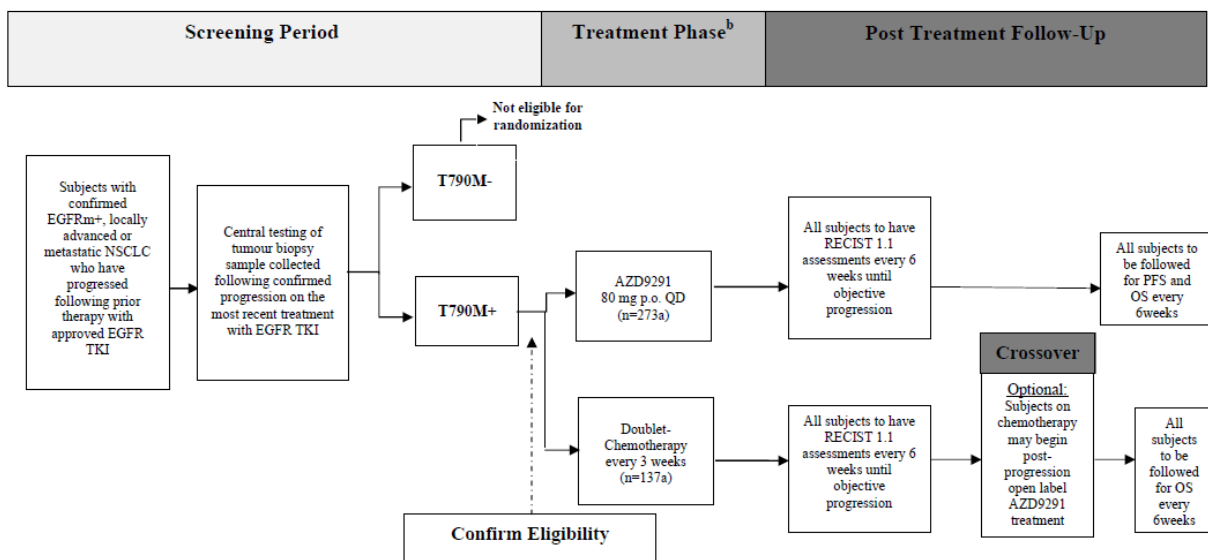 Screening Period
Treatment Phaseb
Post Treatment Follow-Up
Not eligible for
randomization
Subjects with
confirmed
EGFRm+, locally
advanced or
metastatic NSCLC
who have
progressed
following prior
therapy with
approved EGFR
TKI
Central testing of
tumour biopsy
sample collected
following confirmed
progression on the
most recent treatment
with EGFR TKI
T790M-
T790M+
AZD9291
80 mg p.o. QD
(n=273a)
All subjects to have
RECIST 1.1
assessments every 6
weeks until
objective
progression
All subjects to
be followed
for PFS and
OS every
6weeks
Doublet-
Chemotherapy
every 3 weeks
(n=137a)
All subjects to have
RECIST 1.1
assessments every 6
weeks until
objective
progression
Crossover
Optional:
Subjects on
chemotherapy
may begin
post-
progression
open label
AZD9291
treatment
All
subjects
to be
followed
for OS
every
6weeks
Confirm Eligibility